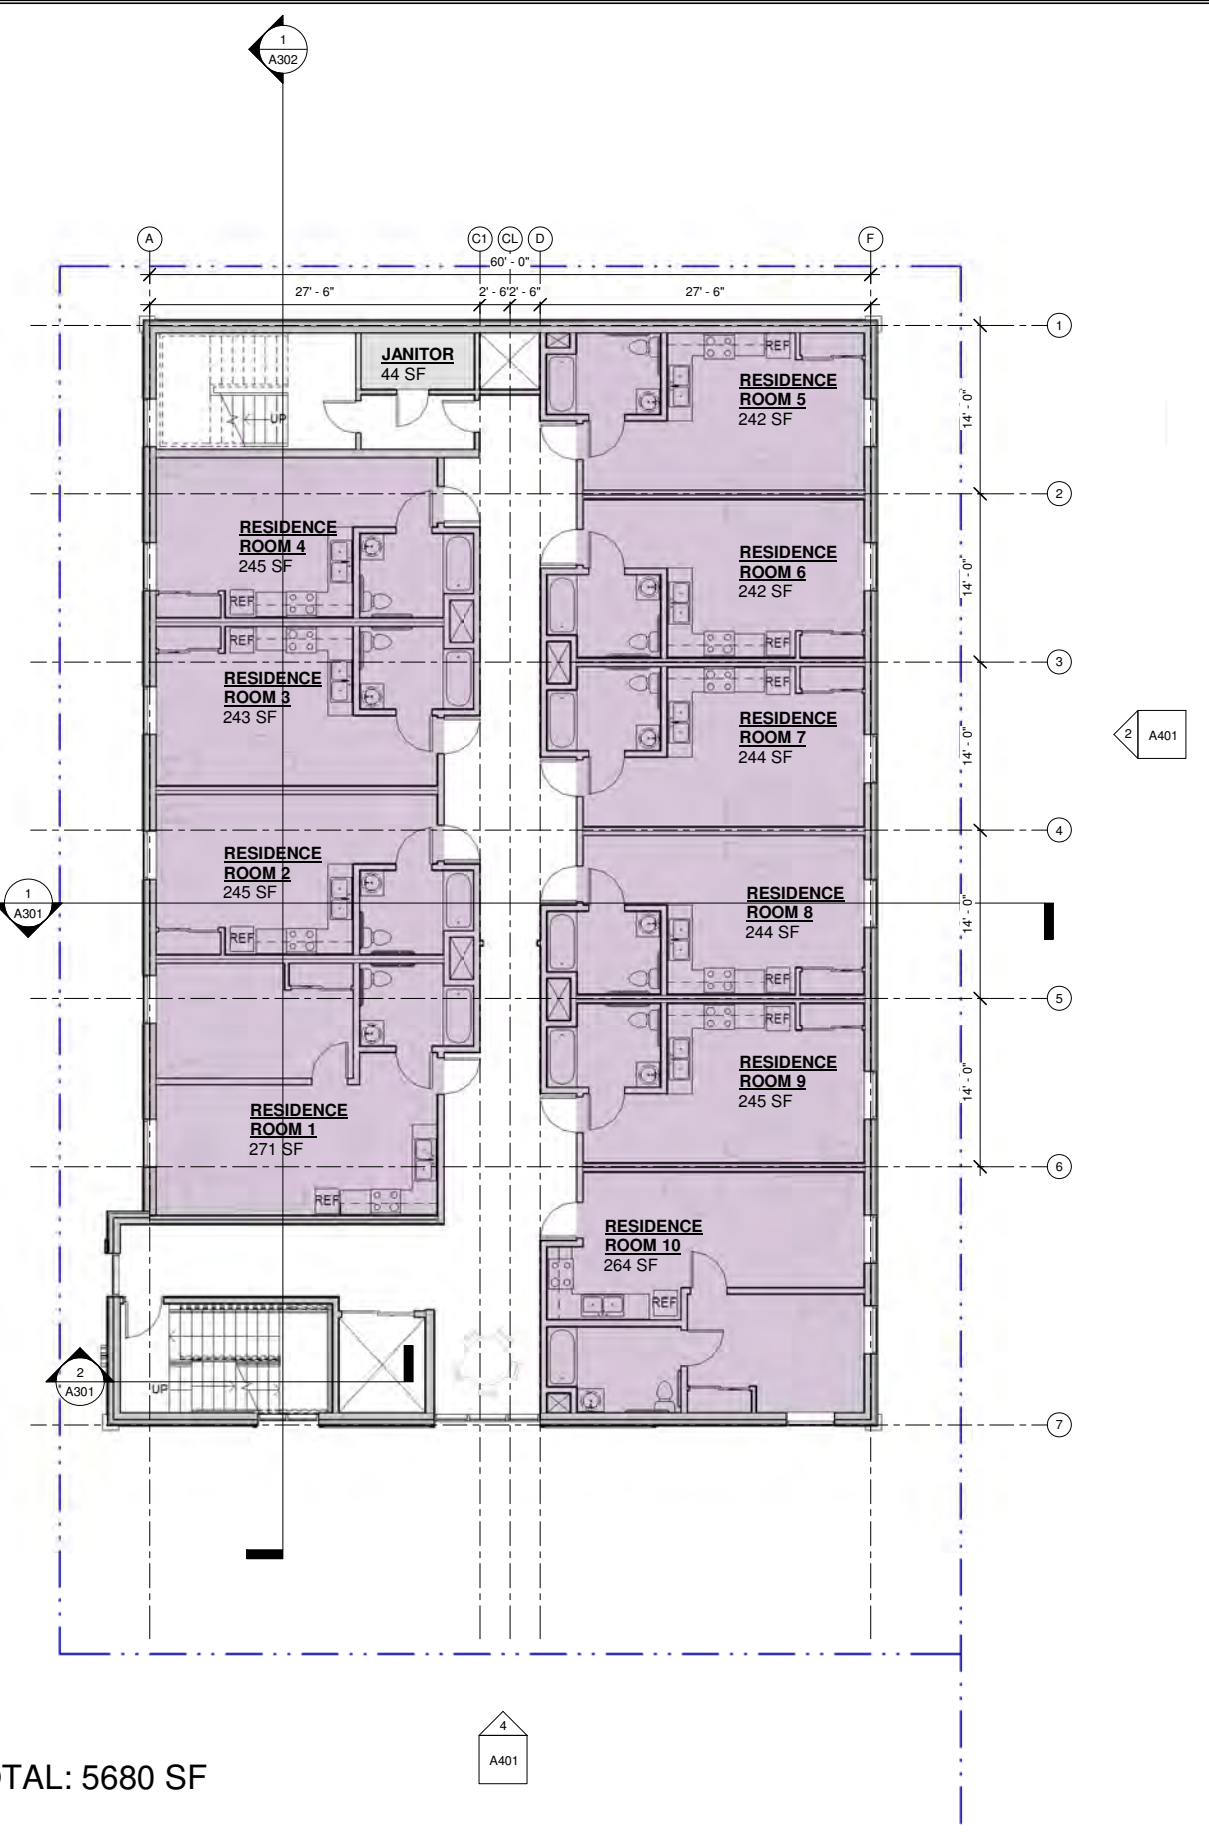 1
A302
A
C1
CL
D
F
60' - 0"
27' - 6"
2' - 6"
2' - 6"
27' - 6"
1
JANITOR
44 SF
REF
RESIDENCE
ROOM 5
242 SF
14' - 0"
UP
2
RESIDENCE
ROOM 4
245 SF
REF
RESIDENCE
ROOM 6
242 SF
14' - 0"
REF
REF
3
RESIDENCE
ROOM 3
243 SF
REF
RESIDENCE
ROOM 7
244 SF
14' - 0"
2
A401
4
RESIDENCE
ROOM 2
245 SF
REF
RESIDENCE
ROOM 8
244 SF
14' - 0"
1
A301
REF
5
REF
RESIDENCE
ROOM 9
245 SF
14' - 0"
RESIDENCE
ROOM 1
271 SF
REF
6
RESIDENCE
ROOM 10
264 SF
REF
2
A301
UP
7
4
A401
OTAL: 5680 SF